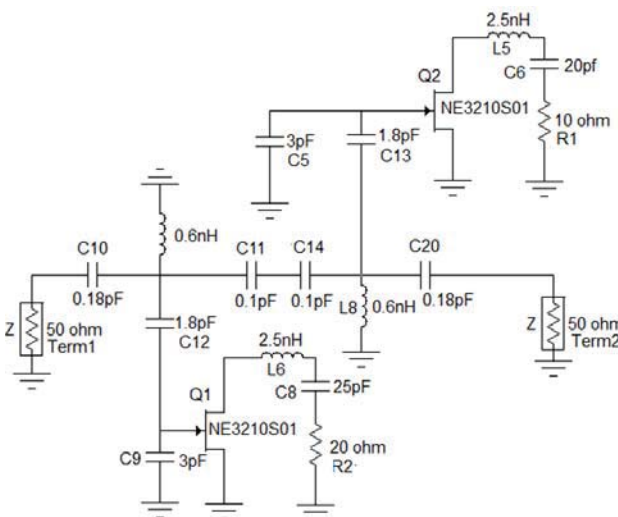 2.5nH
L5
C6
20pf
Q2
NE3210S01
10 ohm
R1
3pF
C5
1.8pF
C13
0.6nH
C10
0.18pF
C11
0.1pF
C14
0.1pF
C20
0.18pF
L8
0.6nH
Z
50 ohm
Term1
1.8pF
C12
2.5nH
L6
C8
25pF
Z
50 ohm
Term2
Q1
NE3210S01
20 ohm
R2
C9
3pF